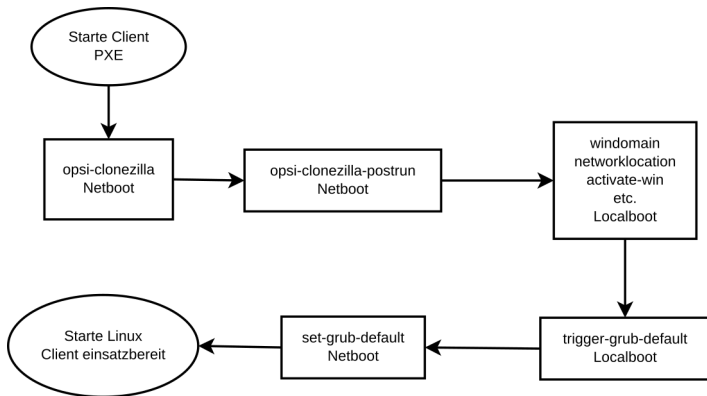 Starte Client
PXE
opsi-clonezilla
Netboot
opsi-clonezilla-postrun
Netboot
windomain
networklocation
activate-win
etc.
Localboot
trigger-grub-default
Localboot
set-grub-default
Netboot
Starte Linux
Client einsatzbereit